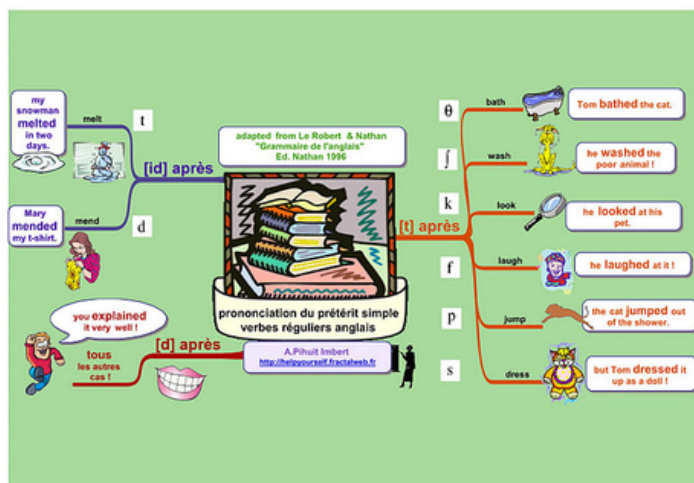 my
snowman
melted
in two
days.
melt
t
[id] après
Mary
mended
my t-shirt.
mend
d
adapted from Le Robert & Nathan
"Grammaire de l'anglais"
Ed. Nathan 1996
prononciation du prétérit simple
verbes réguliers anglais
you explained
it very well !
tous
les autres
cas !
[d] après
A.Pihuit Imbert
http://helpyourself.fractalweb.fr
[t] après
θ
bath
Tom bathed the cat.
ʃ
wash
he washed the
poor animal !
k
look
he looked at his
pet.
f
laugh
he laughed at it !
p
jump
the cat jumped out
of the shower.
s
dress
but Tom dressed it
up as a doll !